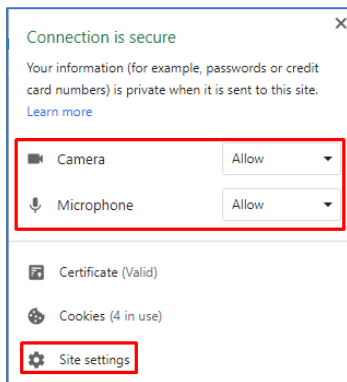 Connection is secure
Your information (for example, passwords or credit
card numbers) is private when it is sent to this site.
Learn more
Camera Allow
Microphone Allow
Certificate (Valid)
Cookies (4 in use)
Site settings